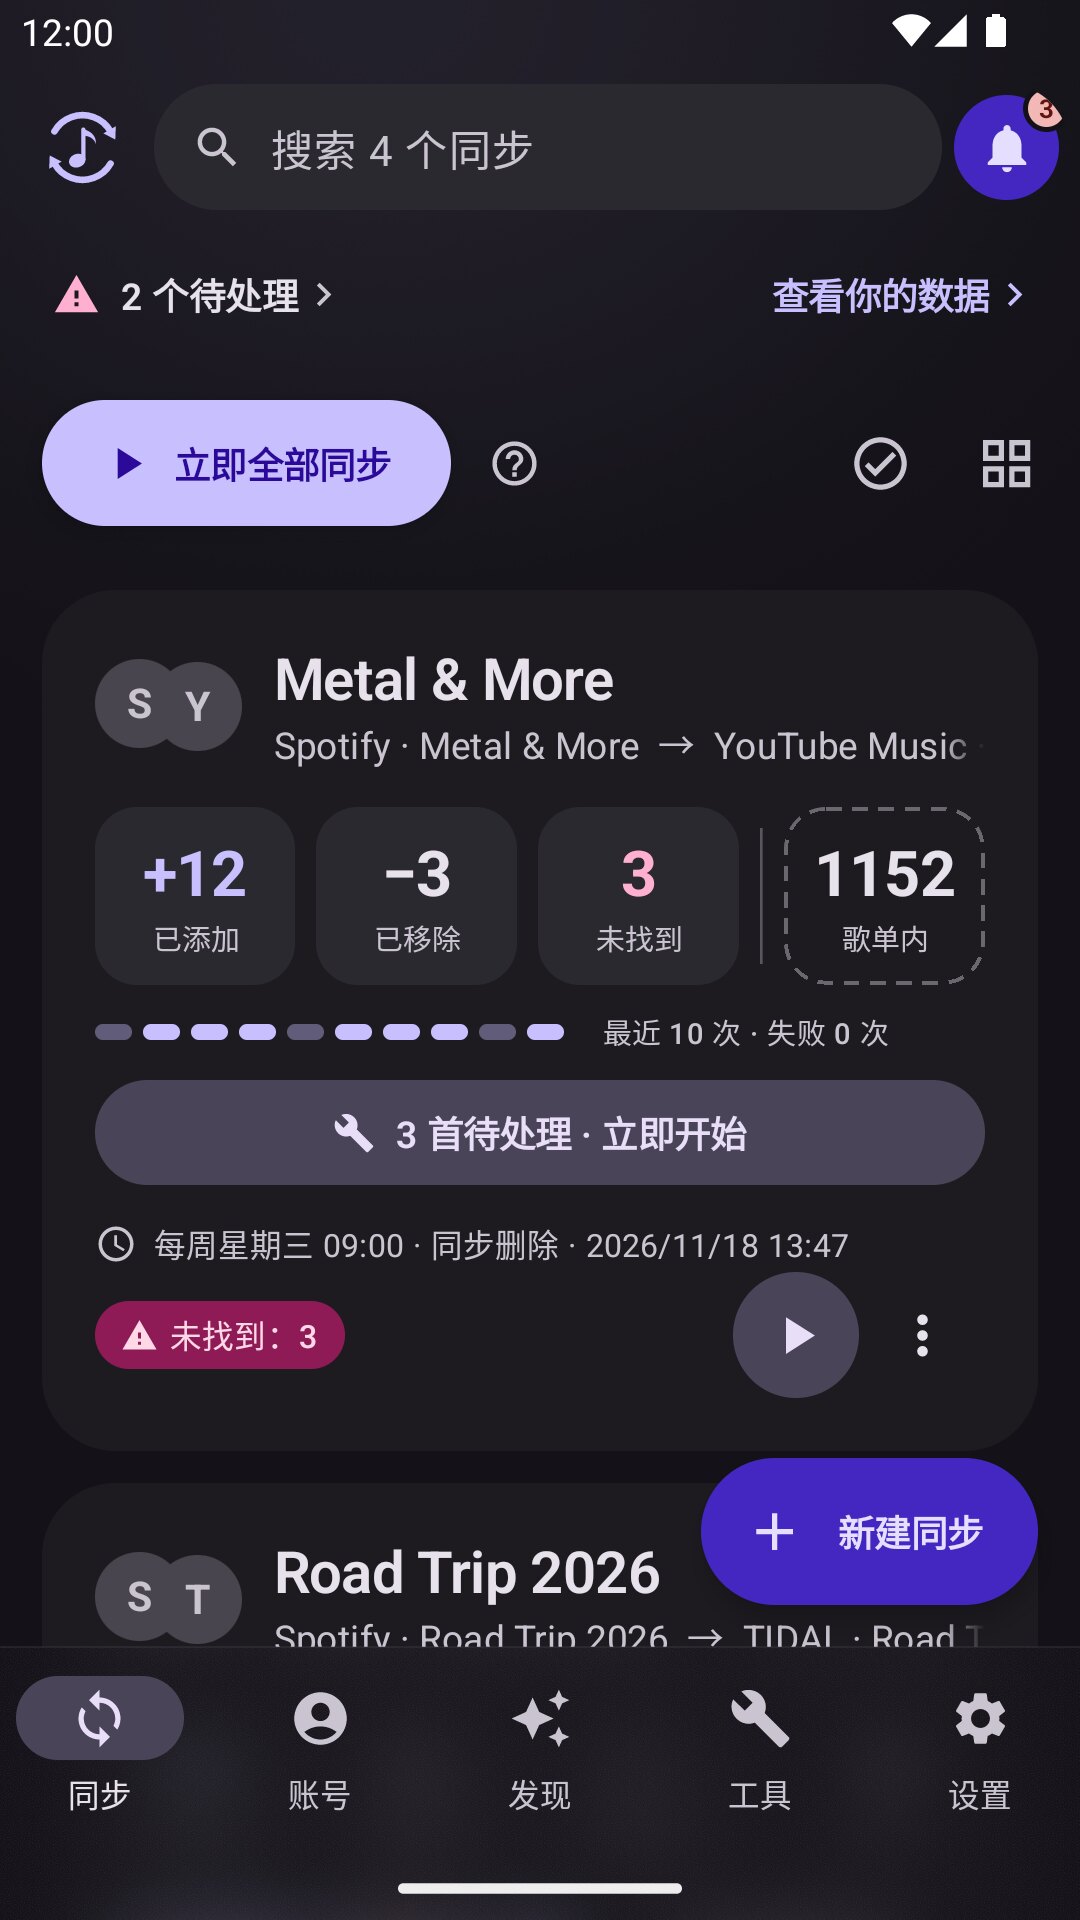 12:00
搜索 4 个同步
3
2 个待处理
查看你的数据
立即全部同步
S Y
Metal & More
Spotify · Metal & More → YouTube Music
+12
已添加
−3
已移除
3
未找到
1152
歌单内
最近 10 次 · 失败 0 次
3 首待处理 · 立即开始
每周星期三 09:00 · 同步删除 · 2026/11/18 13:47
未找到：3
新建同步
S T
Road Trip 2026
Spotify · Road Trip 2026 → TIDAL · Road T
同步
账号
发现
工具
设置